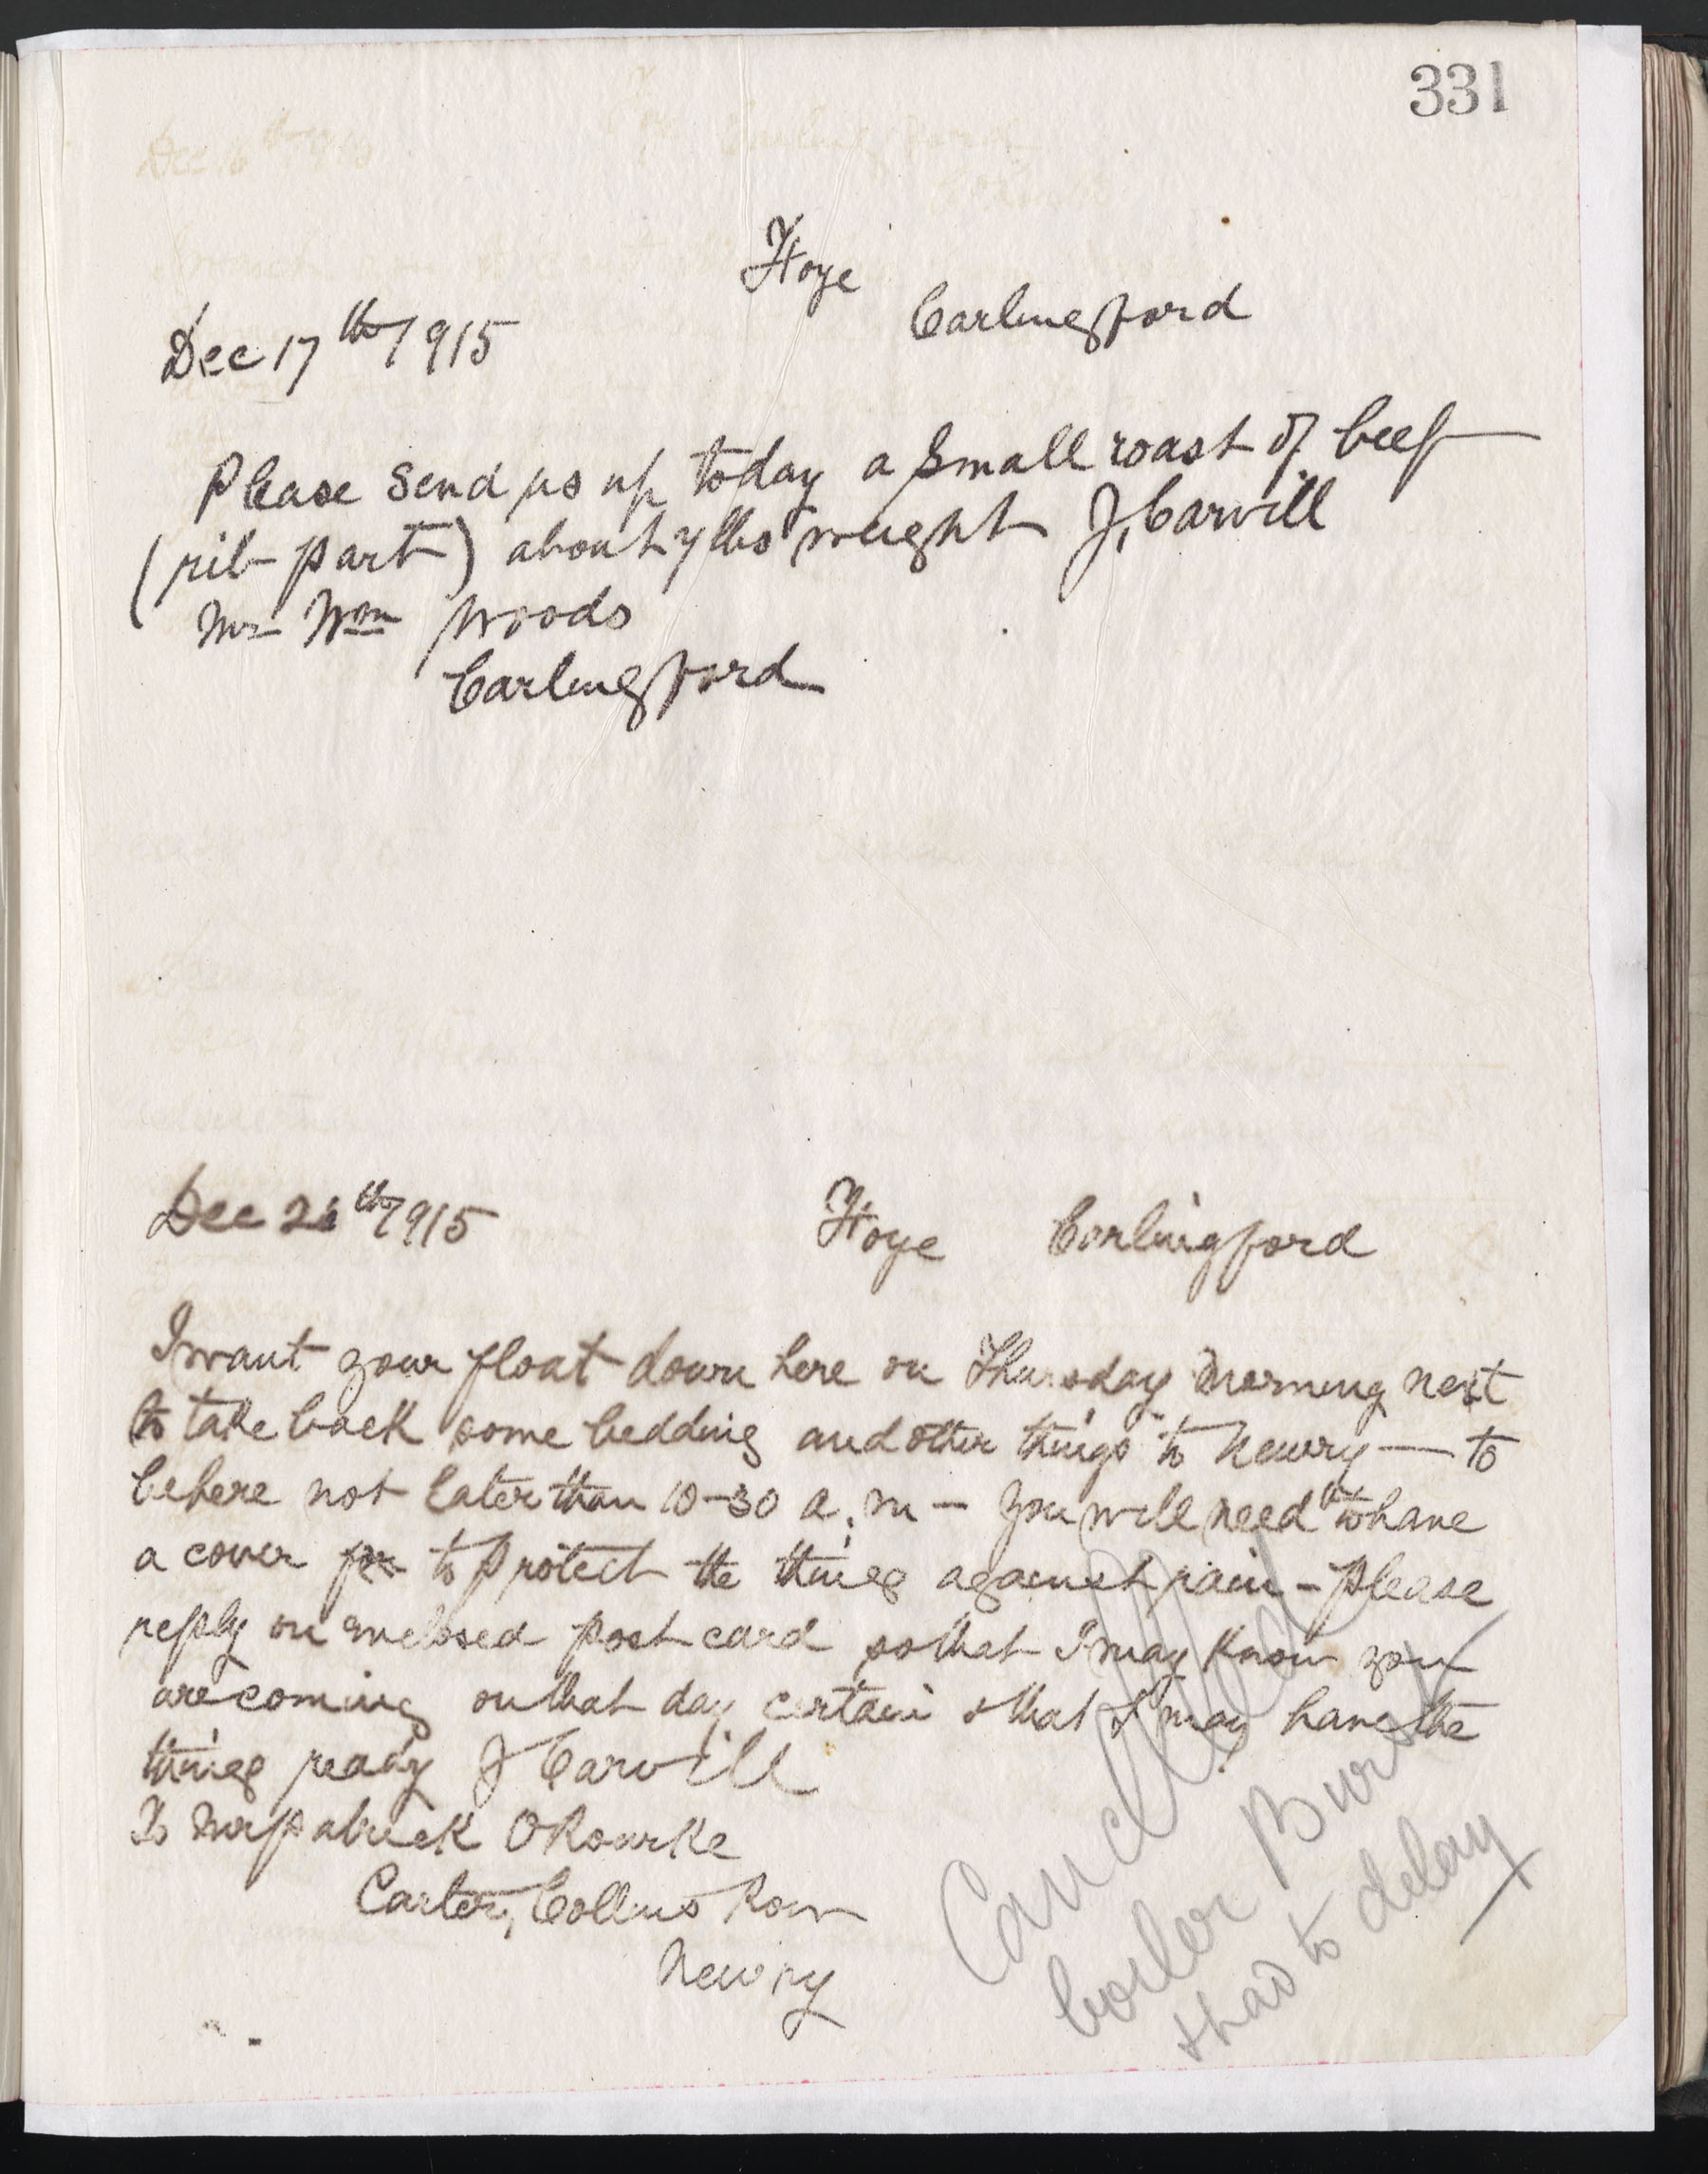 331
Foye
Carlingford
Dec 17th 1915
Please send us up today a small roast of beef
(rib part) about 7 lbs weight J, Carvill
Mr Wm Woods
Carlingford
Dec 26th 1915 Foye Carlingford
I want your float down here on Thursday morning next
to take back some bedding and other things to Newry — to
be here not later than 10-30 a.m - you will need to have
a cover for to protect the things against rain - Please
reply on enclosed post card so that I may know you
are coming on that day certain & that I may have the
things ready J Carvill
To Mr Patrick O Rourke
Carter, Collins Row
Newry
Cancelled
boiler Burst
& had to delay